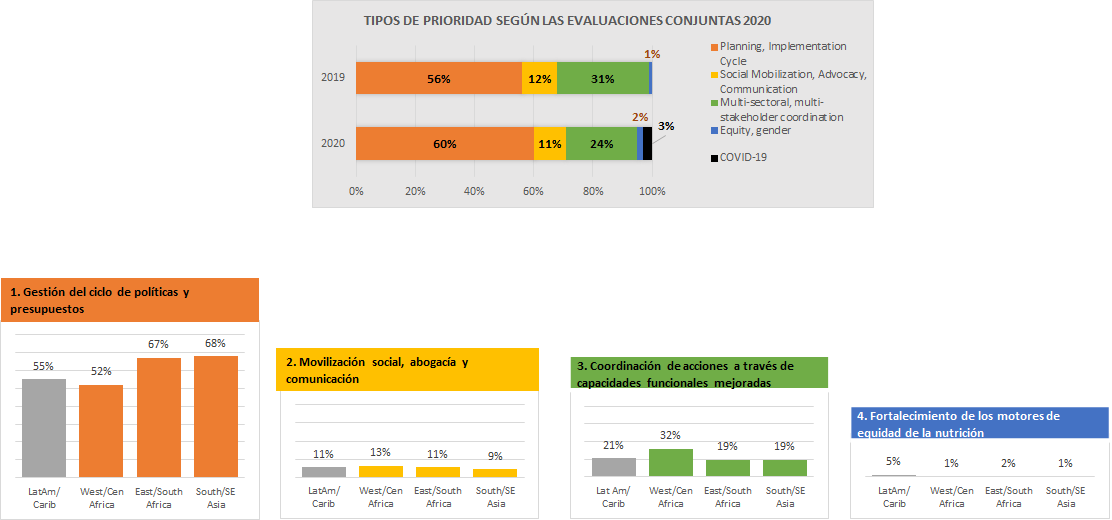 TIPOS DE PRIORIDAD SEGÚN LAS EVALUACIONES CONJUNTAS 2020
1%
2019
56%
12%
31%
2%
3%
2020
60%
11%
24%
0%
20%
40%
60%
80%
100%
Planning, Implementation
Cycle
Social Mobilization, Advocacy,
Communication
Multi-sectoral, multi-
stakeholder coordination
Equity, gender
COVID-19
1. Gestión del ciclo de políticas y
presupuestos
55%
52%
67%
68%
LatAm/
Carib
West/Cen
Africa
East/South
Africa
South/SE
Asia
2. Movilización social, abogacía y
comunicación
11%
13%
11%
9%
LatAm/
Carib
West/Cen
Africa
East/South
Africa
South/SE
Asia
3. Coordinación de acciones a través de
capacidades funcionales mejoradas
21%
32%
19%
19%
Lat Am/
Carib
West/Cen
Africa
East/South
Africa
South/SE
Asia
4. Fortalecimiento de los motores de
equidad de la nutrición
5%
1%
2%
1%
LatAm/
Carib
West/Cen
Africa
East/South
Africa
South/SE
Asia